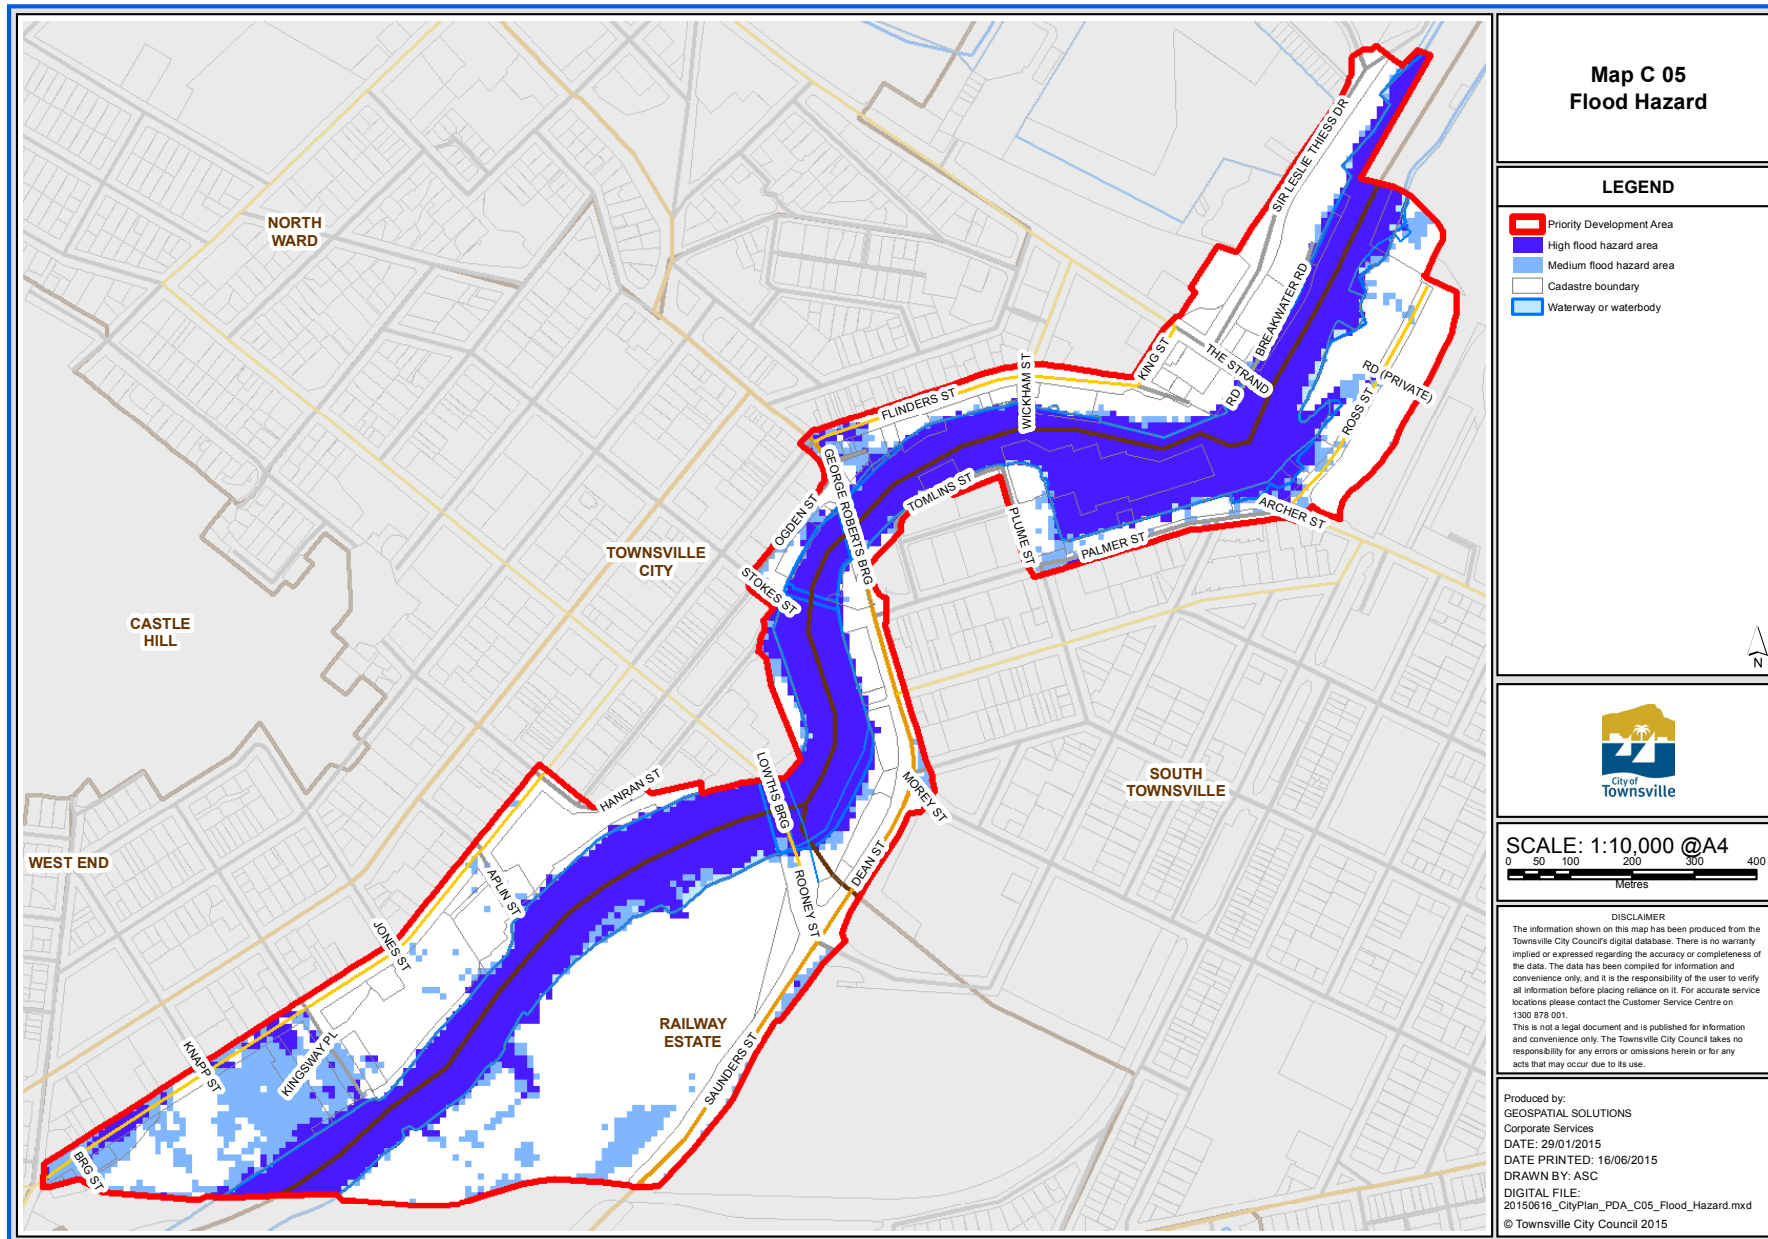 Map C 05
Flood Hazard
LEGEND
Priority Development Area
High flood hazard area
Medium flood hazard area
Cadastre boundary
Waterway or waterbody
N
City of
Townsville
SCALE: 1:10,000 @A4
0 50 100 200 300 400
Metres
DISCLAIMER
The information shown on this map has been produced from the
Townsville City Council's digital database. There is no warranty
implied or expressed regarding the accuracy or completeness of
the data. The data has been compiled for information and
convenience only, and it is the responsibility of the user to verify
all information before placing reliance on it. For accurate service
locations please contact the Customer Service Centre on
1300 878 001.
This is not a legal document and is published for information
and convenience only. The Townsville City Council takes no
responsibility for any errors or omissions herein or for any
acts that may occur due to its use.
Produced by:
GEOSPATIAL SOLUTIONS
Corporate Services
DATE: 29/01/2015
DATE PRINTED: 16/06/2015
DRAWN BY: ASC
DIGITAL FILE:
20150616_CityPlan_PDA_C05_Flood_Hazard.mxd
© Townsville City Council 2015
NORTH
WARD
CASTLE
HILL
TOWNSVILLE
CITY
WEST END
SOUTH
TOWNSVILLE
RAILWAY
ESTATE
SIR LESLIE THIESS DR
BREAKWATER RD
THE STRAND
KING ST
RD
RD (PRIVATE)
ROSS ST
WICKHAM ST
FLINDERS ST
GEORGE ROBERTS BRG
TOMLINS ST
OGDEN ST
PLUME ST
PALMER ST
ARCHER ST
STOKES ST
LOWTHS BRG
HANRAN ST
MOREY ST
DEAN ST
ROONEY ST
APLIN ST
JONES ST
KINGSWAY PL
KNAPP ST
SAUNDERS ST
BRG ST